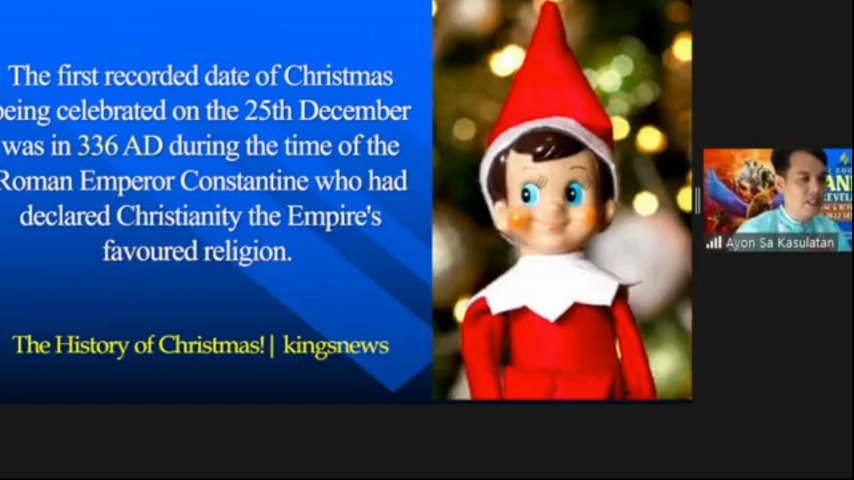 The first recorded date of Christmas
being celebrated on the 25th December
was in 336 AD during the time of the
Roman Emperor Constantine who had
declared Christianity the Empire's
favoured religion.
The History of Christmas!| kingsnews
Ayon Sa Kasulatan